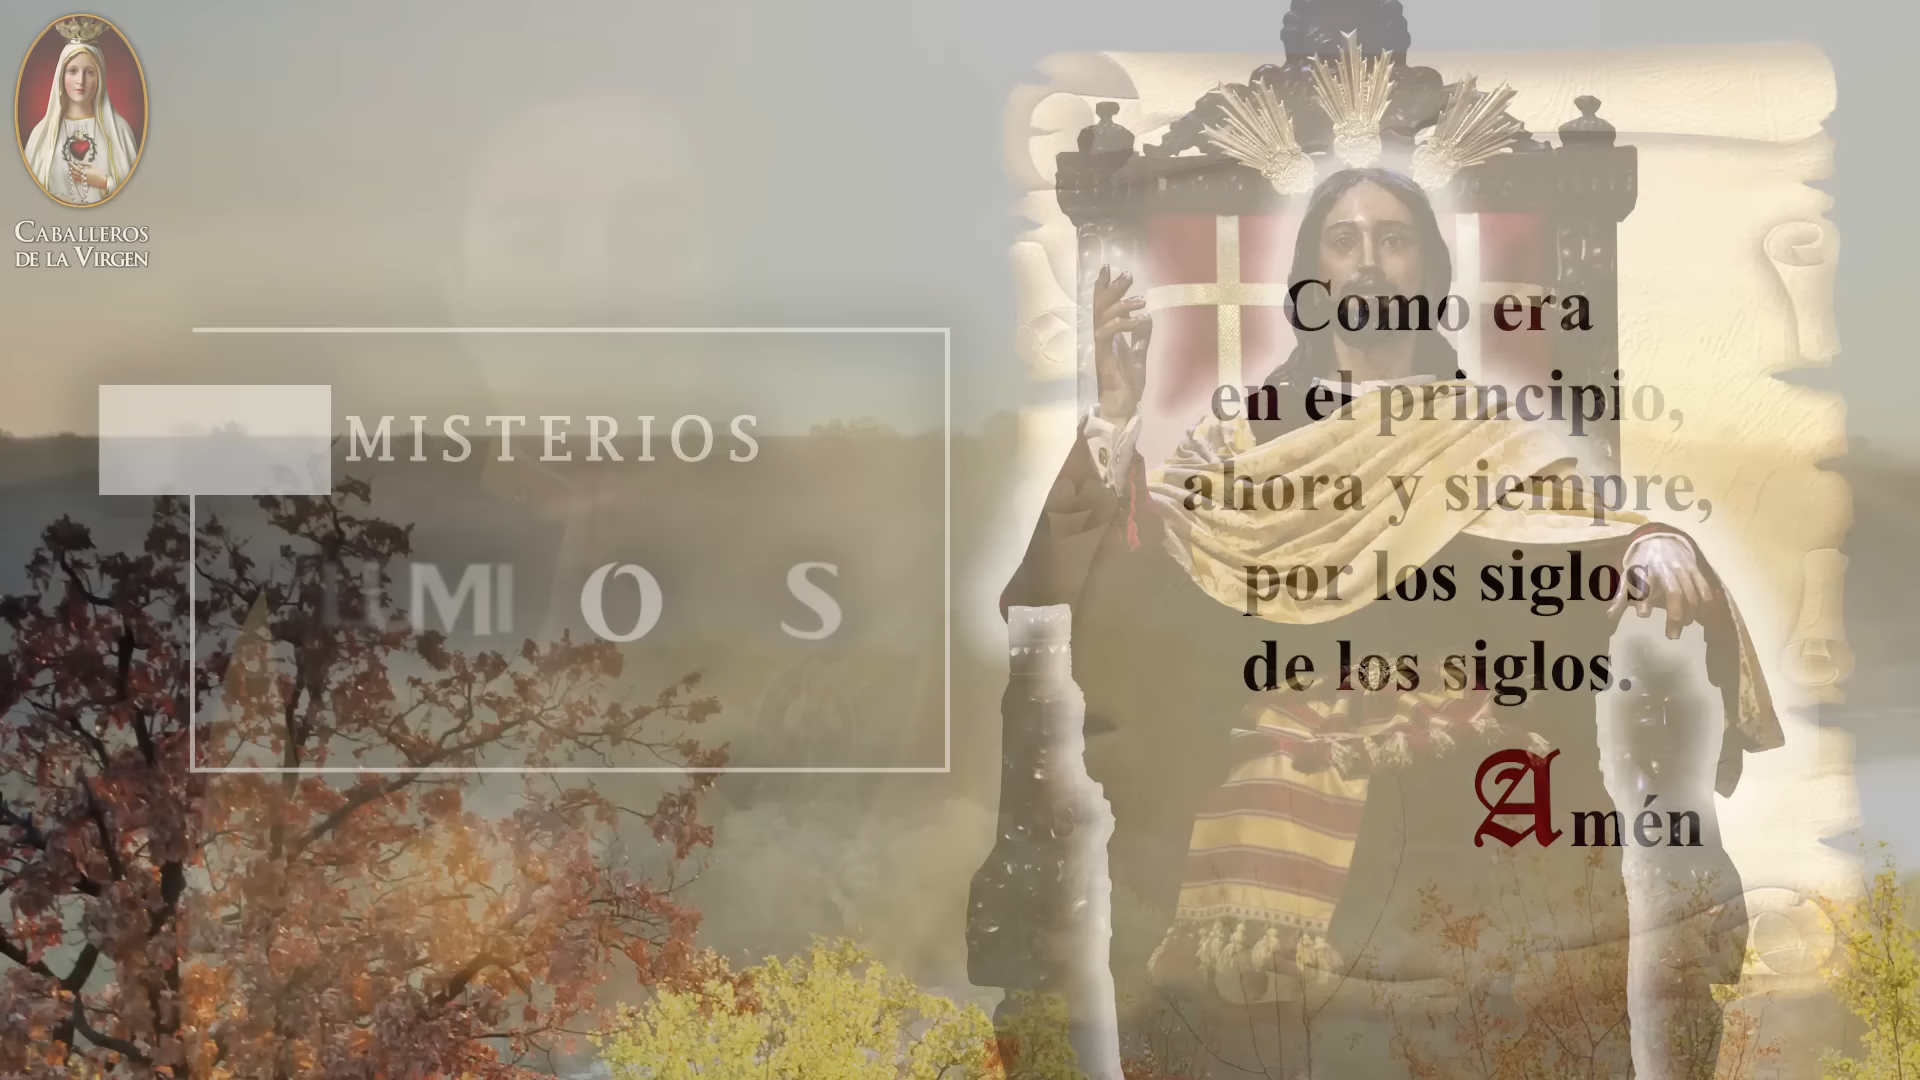 CABALLEROS
DE LA VIRGEN
MISTERIOS
Como era
en el principio,
ahora y siempre,
por los siglos
de los siglos.
Amén